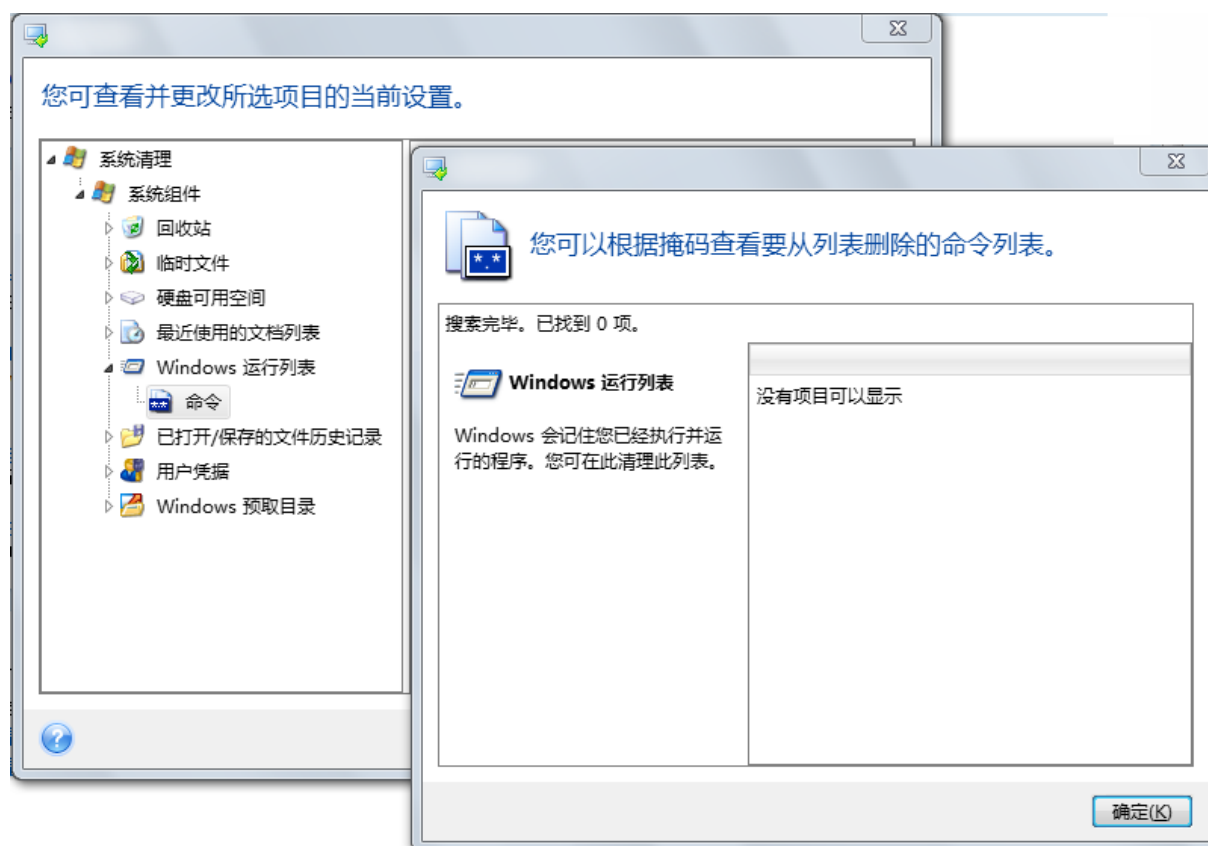 您可查看并更改所选项目的当前设置。
系统清理
系统组件
回收站
临时文件
硬盘可用空间
最近使用的文档列表
Windows 运行列表
命令
已打开/保存的文件历史记录
用户凭据
Windows 预取目录
您可以根据掩码查看要从列表删除的命令列表。
搜索完毕。已找到 0 项。
Windows 运行列表
Windows 会记住您已经执行并运
行的程序。您可在此清理此列表。
没有项目可以显示
确定(K)